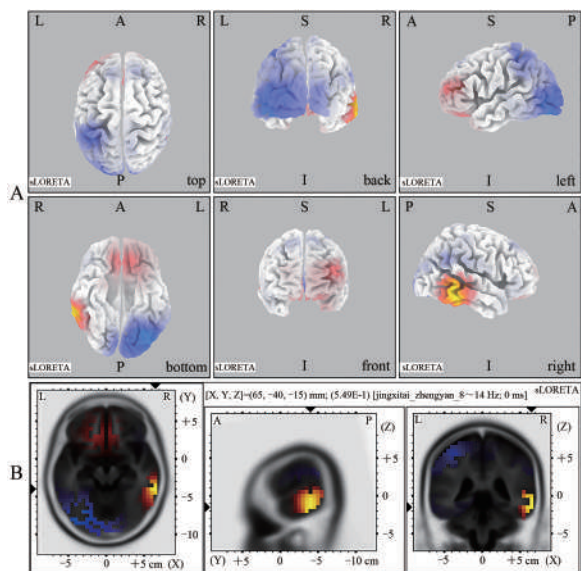 L A R
P
sLORETA top
L S R
I
sLORETA back
A S P
I
sLORETA left
A
R A L
P
sLORETA bottom
R S L
I
sLORETA front
P S A
I
sLORETA right
B
L R (Y)
+5
0
-5
-10
-5 0 +5 cm (X)
[X, Y, Z]=(65, -40, -15) mm; (5.49E-1) [jingxitai_zhengyan_8~14 Hz; 0 ms] sLORETA
A P (Z)
+5
0
-5
(Y) +5 0 -5 -10 cm
L R (Z)
+5
0
-5
-5 0 +5 cm (X)